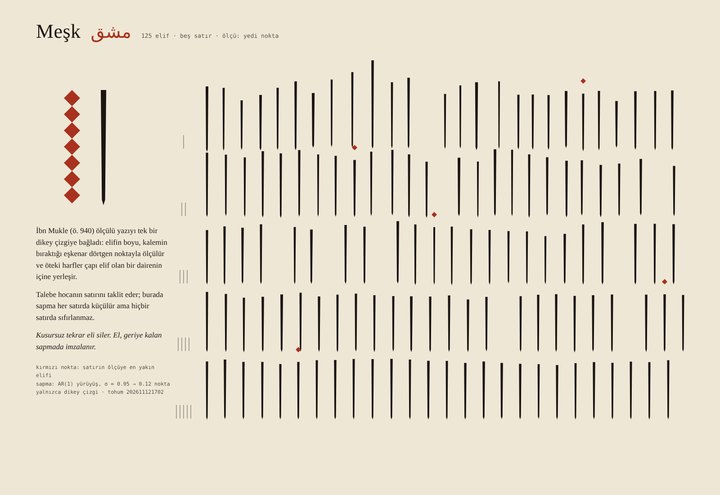 Meşk مشق 125 elif · beş satır · ölçü: yedi nokta
İbn Mukle (ö. 940) ölçülü yazıyı tek bir
dikey çizgiye bağladı: elifin boyu, kalemin
bıraktığı eşkenar dörtgen noktayla ölçülür
ve öteki harfler çapı elif olan bir dairenin
içine yerleşir.
Talebe hocanın satırını taklit eder; burada
sapma her satırda küçülür ama hiçbir
satırda sıfırlanmaz.
Kusursuz tekrar eli siler. El, geriye kalan
sapmada imzalanır.
kırmızı nokta: satırın ölçüye en yakın
elifi
sapma: AR(1) yürüyüş, σ = 0.95 → 0.12 nokta
yalnızca dikey çizgi · tohum 202611121702